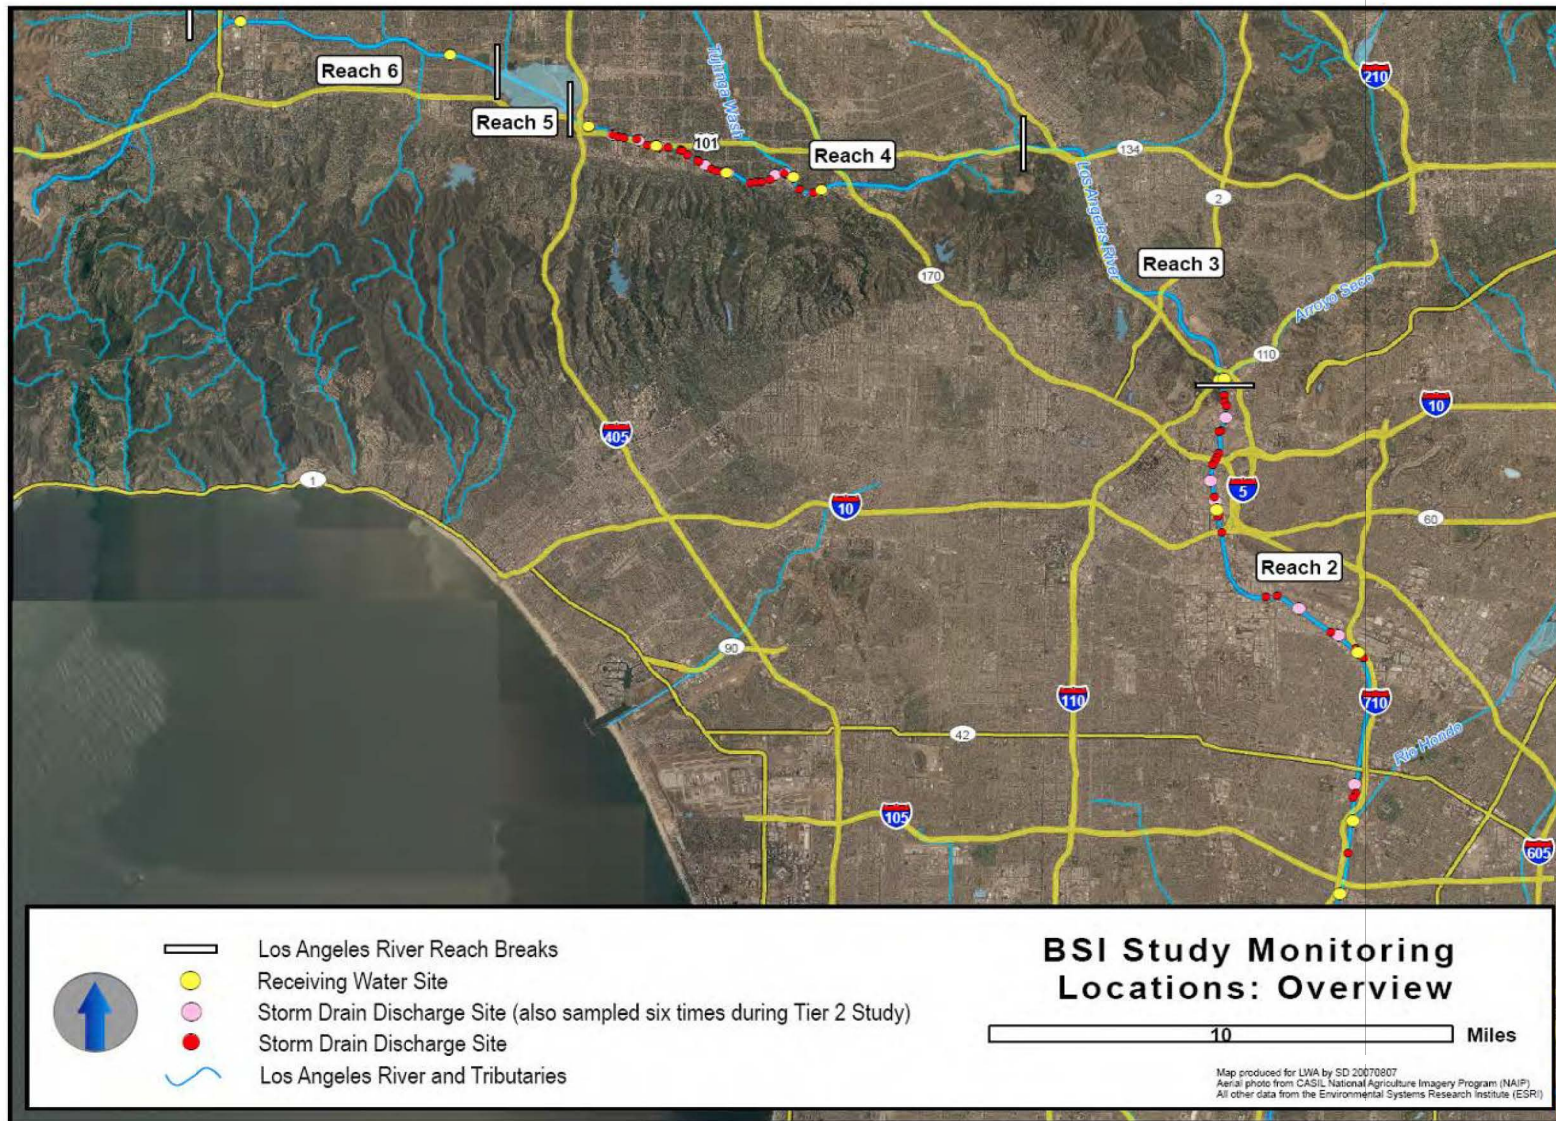 Reach 6
Reach 5
101
Tujunga Wash
Reach 4
134
210
2
Los Angeles River
Reach 3
170
Arroyo Seco
110
405
10
1
10
5
60
Reach 2
90
110
710
42
Rio Hondo
105
605
Los Angeles River Reach Breaks
Receiving Water Site
Storm Drain Discharge Site (also sampled six times during Tier 2 Study)
Storm Drain Discharge Site
Los Angeles River and Tributaries
BSI Study Monitoring
Locations: Overview
10 Miles
Map produced for LWA by SD 20070807
Aerial photo from CASIL National Agriculture Imagery Program (NAIP)
All other data from the Environmental Systems Research Institute (ESRI)